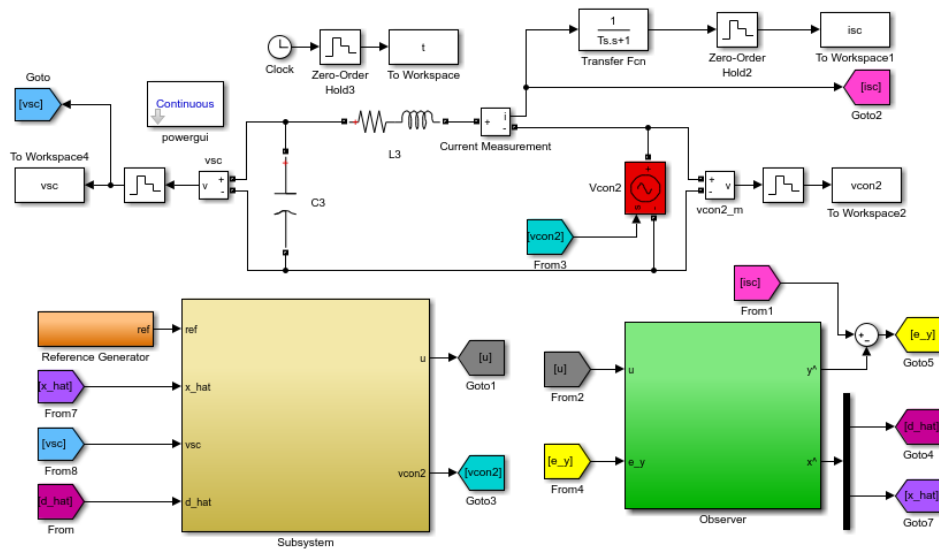 1
Ts.s+1
Transfer Fcn
Zero-Order
Hold2
isc
To Workspace1
Clock
Zero-Order
Hold3
t
To Workspace
Goto
[vsc]
Continuous
powergui
[isc]
Goto2
To Workspace4
vsc
vsc
v
+
-
+
C3
+
L3
+
i
-
Current Measurement
Vcon2
+
s
-
+
-
v
vcon2_m
vcon2
To Workspace2
[vcon2]
From3
[isc]
From1
ref
Reference Generator
[x_hat]
From7
[vsc]
From8
[d_hat]
From
ref
x_hat
vsc
d_hat
u
vcon2
Subsystem
[u]
Goto1
[vcon2]
Goto3
[u]
From2
[e_y]
From4
u
e_y
y^
x^
Observer
+
-
[e_y]
Goto5
[d_hat]
Goto4
[x_hat]
Goto7